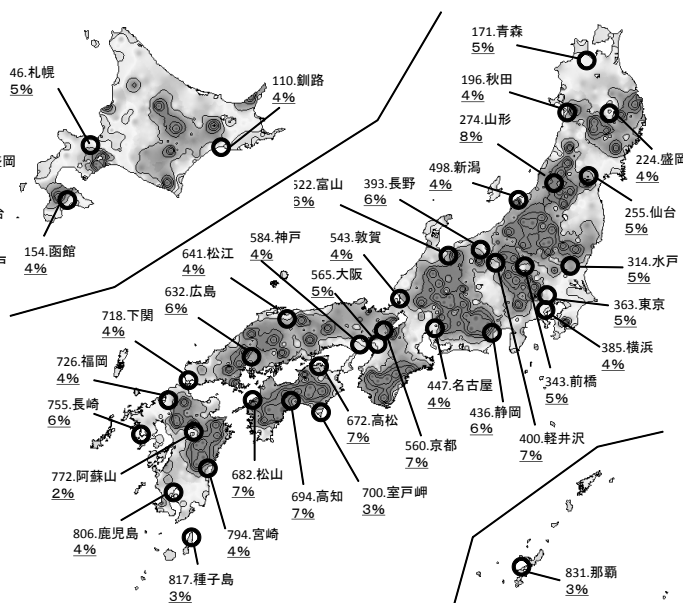 171.青森
5%
46.札幌
5%
110.釧路
4%
196.秋田
4%
274.山形
8%
224.盛岡
4%
498.新潟
4%
393.長野
6%
622.富山
6%
255.仙台
5%
154.函館
4%
584.神戸
4%
543.敦賀
4%
641.松江
4%
565.大阪
5%
314.水戸
5%
632.広島
6%
363.東京
5%
718.下関
4%
385.横浜
4%
726.福岡
4%
343.前橋
5%
447.名古屋
4%
755.長崎
6%
436.静岡
6%
672.高松
7%
400.軽井沢
7%
560.京都
7%
772.阿蘇山
2%
682.松山
7%
694.高知
7%
700.室戸岬
3%
806.鹿児島
4%
794.宮崎
4%
817.種子島
3%
831.那覇
3%